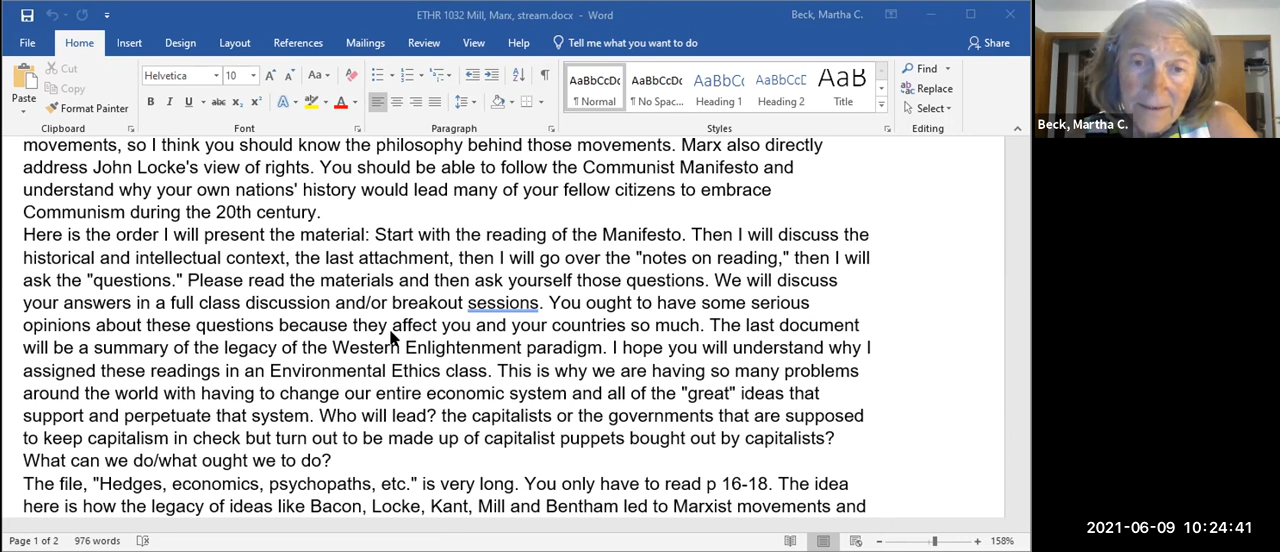 ETHR 1032 Mill, Marx, stream.docx - Word
Beck, Martha C.
File Home Insert Design Layout References Mailings Review View Help Tell me what you want to do Share
Paste
Cut
Copy
Format Painter
Clipboard
Helvetica 10 Aa
B I U abc x₂ x² A
Font
Paragraph
AaBbCcDc AaBbCcDc AaBbCc AaBbCcC AaB
¶ Normal ¶ No Spac... Heading 1 Heading 2 Title
Styles
Find
Replace
Select
Editing
Beck, Martha C.
movements, so I think you should know the philosophy behind those movements. Marx also directly
address John Locke's view of rights. You should be able to follow the Communist Manifesto and
understand why your own nations' history would lead many of your fellow citizens to embrace
Communism during the 20th century.
Here is the order I will present the material: Start with the reading of the Manifesto. Then I will discuss the
historical and intellectual context, the last attachment, then I will go over the "notes on reading," then I will
ask the "questions." Please read the materials and then ask yourself those questions. We will discuss
your answers in a full class discussion and/or breakout sessions. You ought to have some serious
opinions about these questions because they affect you and your countries so much. The last document
will be a summary of the legacy of the Western Enlightenment paradigm. I hope you will understand why I
assigned these readings in an Environmental Ethics class. This is why we are having so many problems
around the world with having to change our entire economic system and all of the "great" ideas that
support and perpetuate that system. Who will lead? the capitalists or the governments that are supposed
to keep capitalism in check but turn out to be made up of capitalist puppets bought out by capitalists?
What can we do/what ought we to do?
The file, "Hedges, economics, psychopaths, etc." is very long. You only have to read p 16-18. The idea
here is how the legacy of ideas like Bacon, Locke, Kant, Mill and Bentham led to Marxist movements and
Page 1 of 2 976 words
158%
2021-06-09 10:24:41